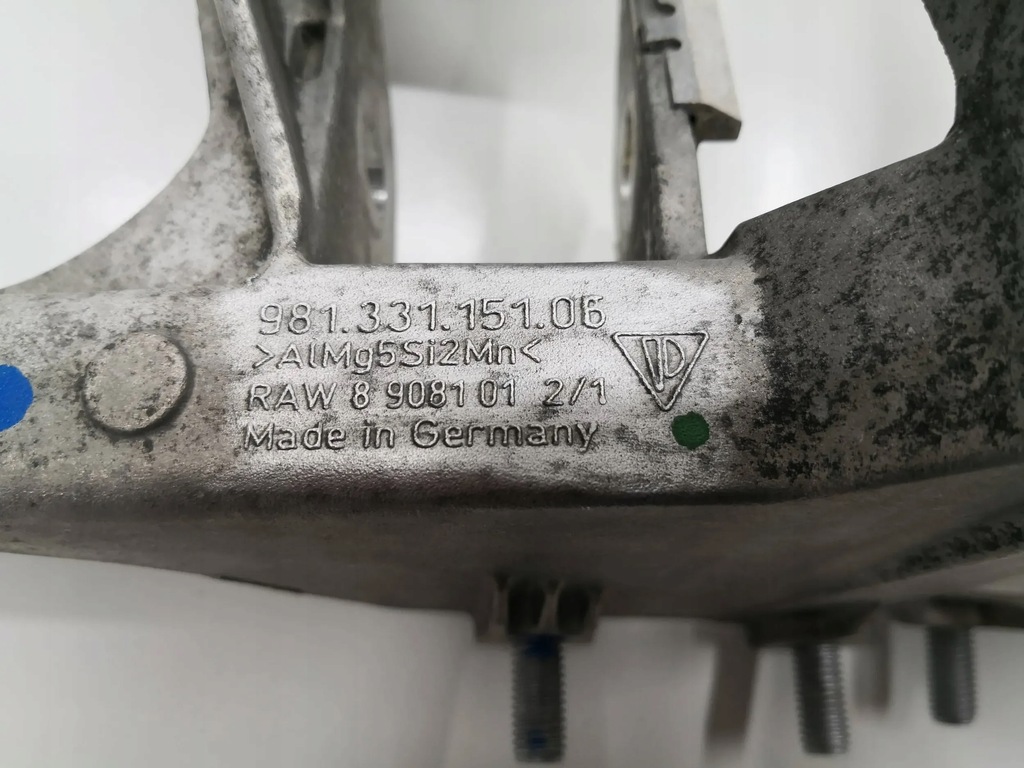 981.331.151.06
>AlMg5Si2Mn<
RAW 8 9081 01 2/1
Made in Germany